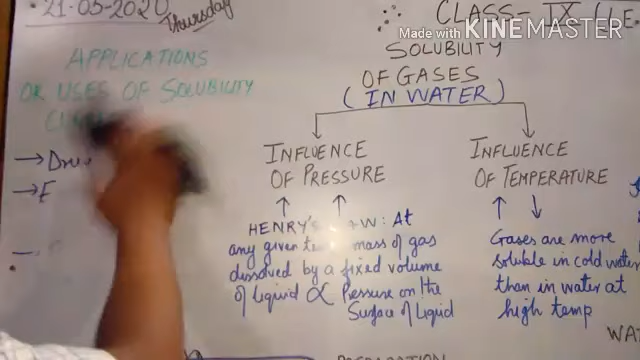 21-05-2020
Thursday
CLASS- IX (I.E.
Made with KINEMASTER
APPLICATIONS
OR USES OF SOLUBILITY
SOLUBILITY
OF GASES
(IN WATER)
INFLUENCE
OF PRESSURE
HENRY'S : At
any given mass of gas
dissolved by a fixed volume
of liquid ∝ Pressure on the
Surface of Liquid
INFLUENCE
OF TEMPERATURE
Gases are more
soluble in cold water
than in water at
high temp